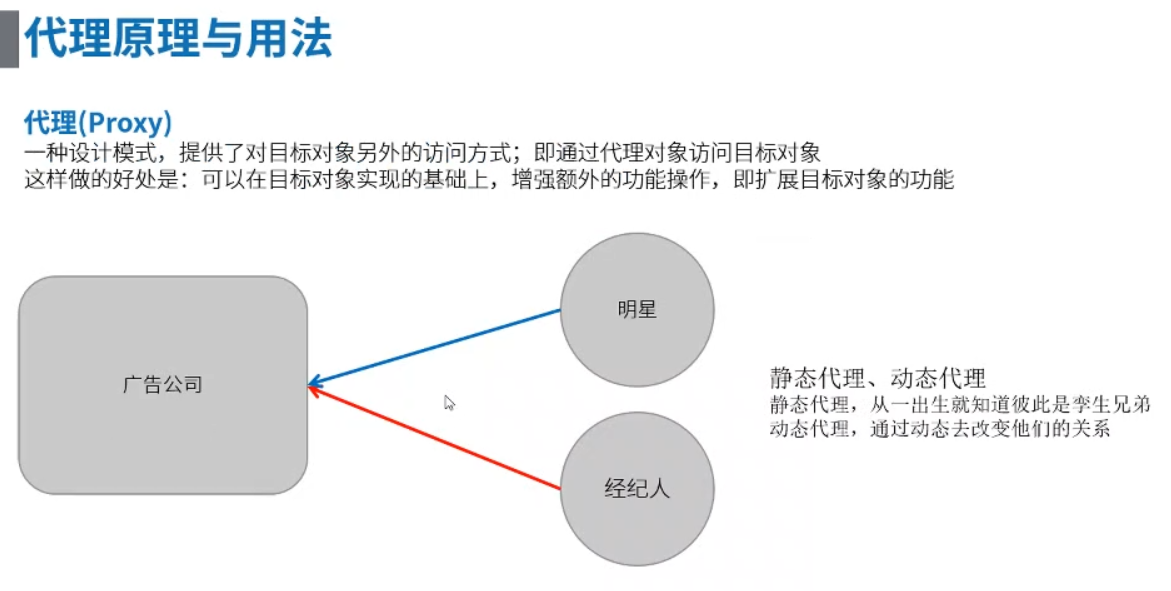 代理原理与用法
代理(Proxy)
一种设计模式，提供了对目标对象另外的访问方式；即通过代理对象访问目标对象
这样做的好处是：可以在目标对象实现的基础上，增强额外的功能操作，即扩展目标对象的功能
明星
广告公司
静态代理、动态代理
静态代理，从一出生就知道彼此是孪生兄弟
动态代理，通过动态去改变他们的关系
经纪人